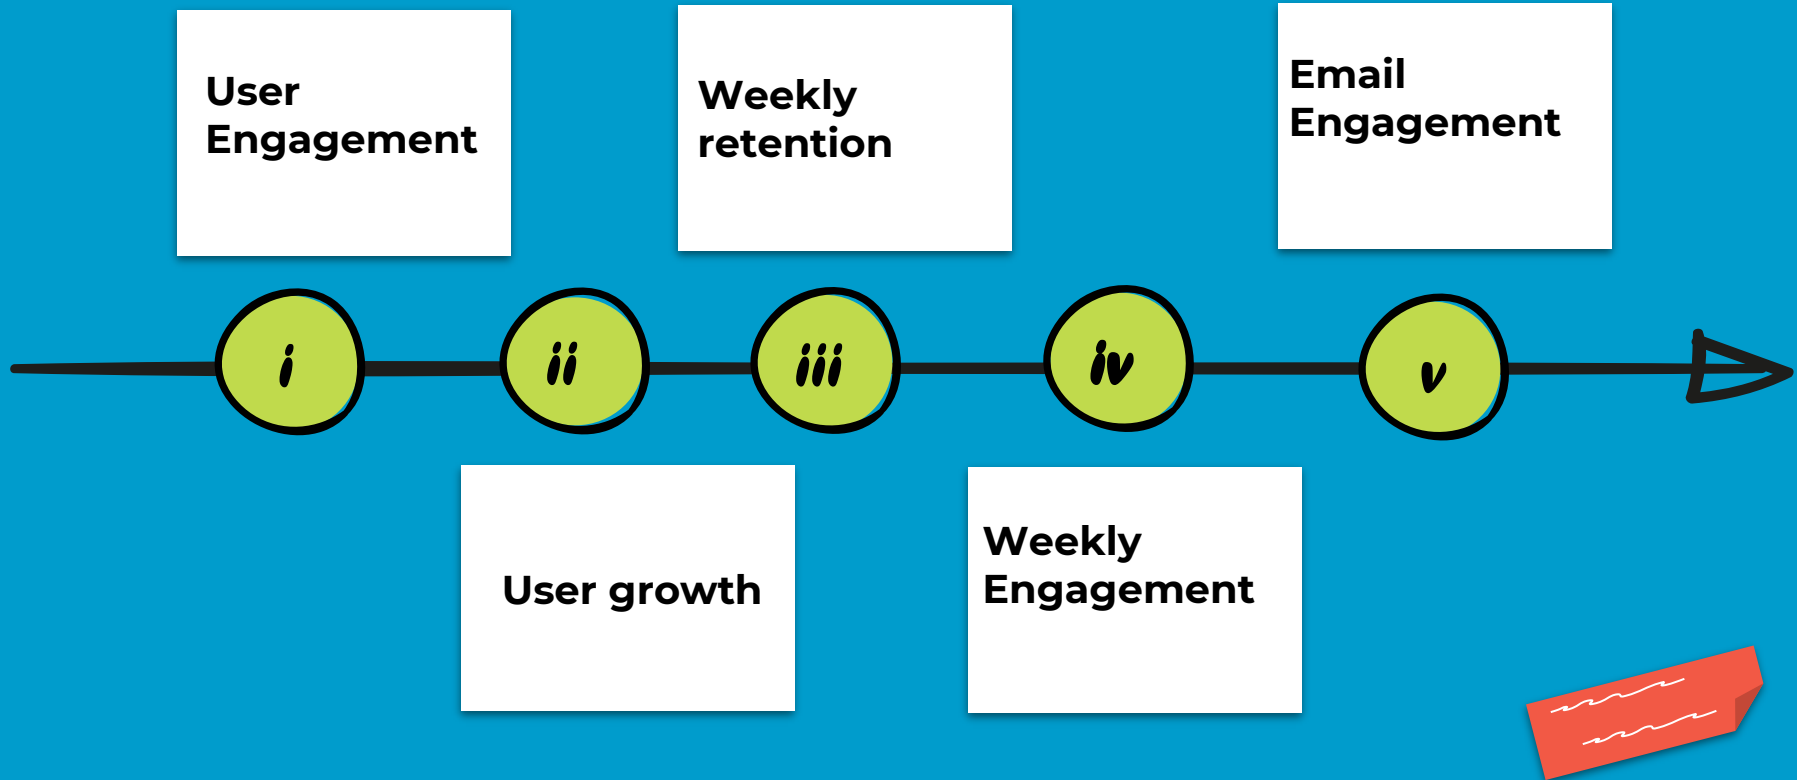 User
Engagement
Weekly
retention
Email
Engagement
i
ii
iii
iv
v
User growth
Weekly
Engagement